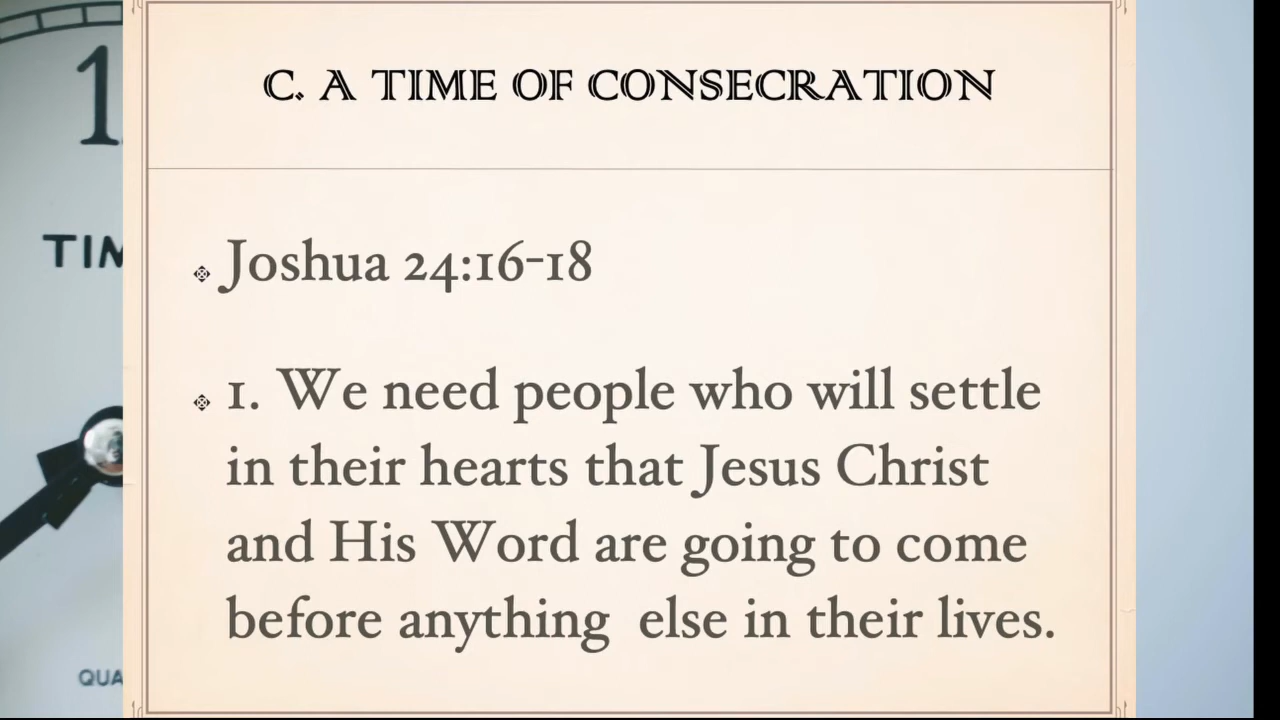 C. A TIME OF CONSECRATION
1
TIM
Joshua 24:16-18
1. We need people who will settle
in their hearts that Jesus Christ
and His Word are going to come
before anything else in their lives.
QUA